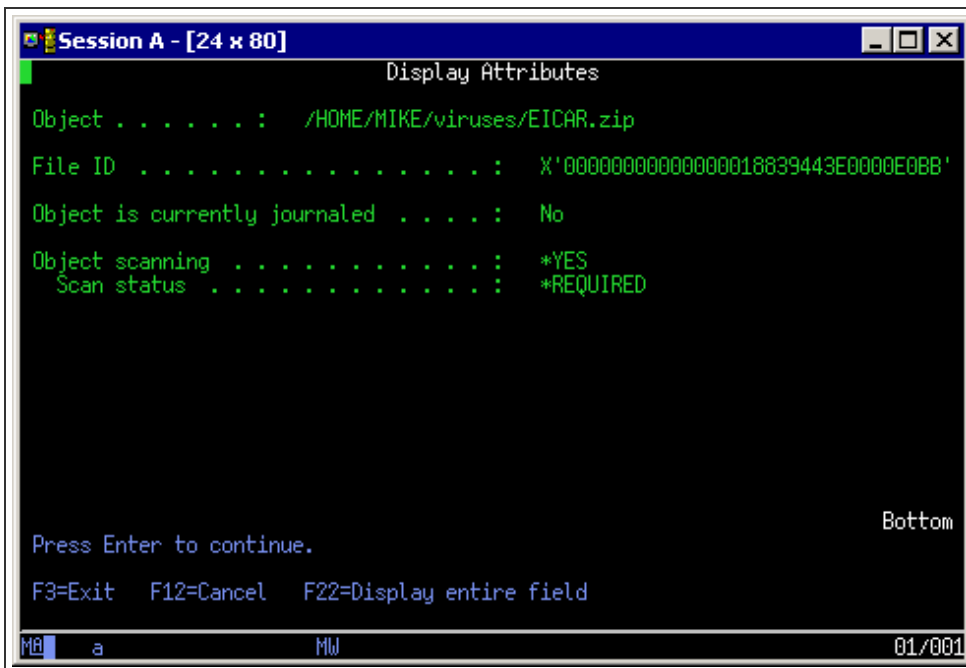 Session A - [24 x 80]
Display Attributes
Object . . . . . . :   /HOME/MIKE/viruses/EICAR.zip
File ID  . . . . . . . . . . . . . . . :   X'00000000000000018839443E0000E0BB'
Object is currently journaled  . . . . :   No
Object scanning  . . . . . . . . . . . :   *YES
  Scan status  . . . . . . . . . . . . :   *REQUIRED
Bottom
Press Enter to continue.
F3=Exit   F12=Cancel   F22=Display entire field
MA   a   MW   01/001